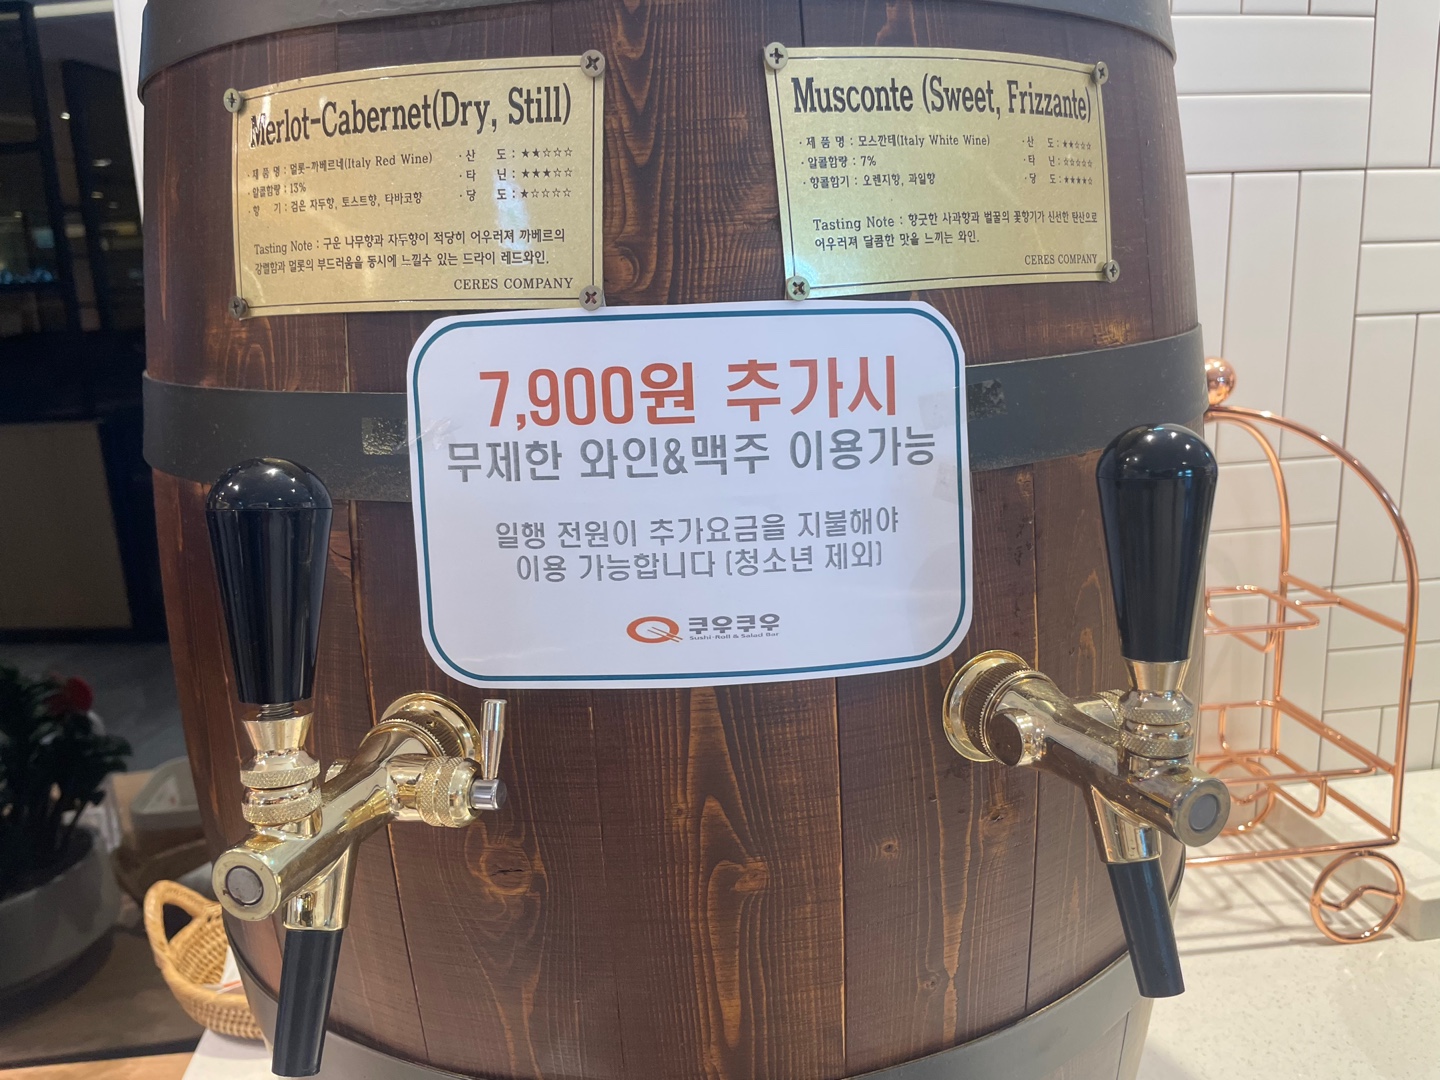 Merlot-Cabernet(Dry, Still)
· 제 품 명 : 멀롯-까베르네(Italy Red Wine)
· 알콜함량 : 13%
· 향 기 : 검은 자두향, 토스트향, 타바코향
· 산 도 : ★★☆☆☆
· 타 닌 : ★★★☆☆
· 당 도 : ★☆☆☆☆
Tasting Note : 구운 나무향과 자두향이 적당히 어우러져 까베르의
강렬함과 멀롯의 부드러움을 동시에 느낄수 있는 드라이 레드와인.
CERES COMPANY
Musconte (Sweet, Frizzante)
· 제 품 명 : 모스깐테(Italy White Wine)
· 알콜함량 : 7%
· 향콜함기 : 오렌지향, 과일향
· 산 도 : ★★☆☆☆
· 타 닌 : ☆☆☆☆☆
· 당 도 : ★★★★☆
Tasting Note : 향긋한 사과향과 벌꿀의 꽃향기가 신선한 탄산으로
어우러져 달콤한 맛을 느끼는 와인.
CERES COMPANY
7,900원 추가시
무제한 와인&맥주 이용가능
일행 전원이 추가요금을 지불해야
이용 가능합니다 (청소년 제외)
쿠우쿠우
Sushi·Roll & Salad Bar